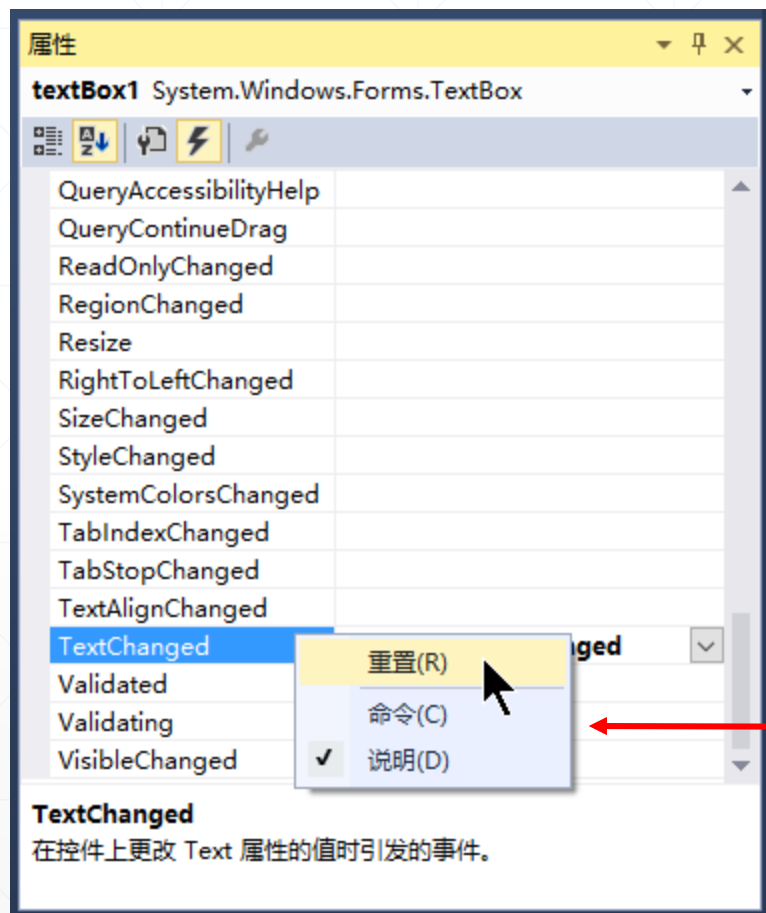 属性
textBox1 System.Windows.Forms.TextBox
QueryAccessibilityHelp
QueryContinueDrag
ReadOnlyChanged
RegionChanged
Resize
RightToLeftChanged
SizeChanged
StyleChanged
SystemColorsChanged
TabIndexChanged
TabStopChanged
TextAlignChanged
TextChanged nged
重置(R)
Validated
命令(C)
Validating
VisibleChanged ✓ 说明(D)
TextChanged
在控件上更改 Text 属性的值时引发的事件。